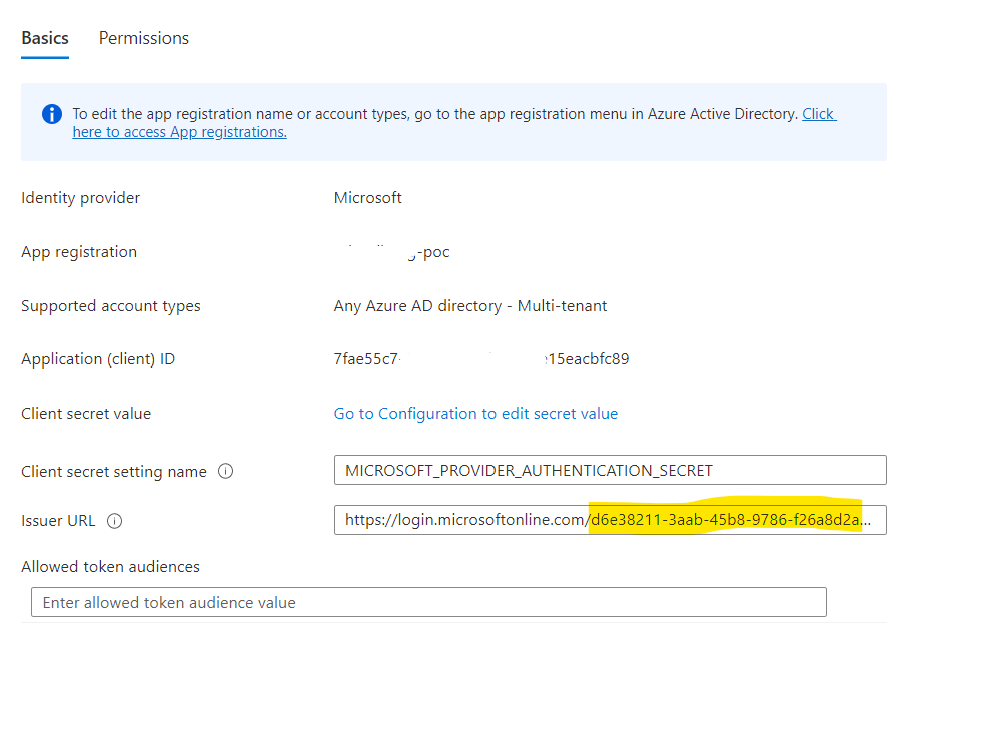 Basics Permissions
To edit the app registration name or account types, go to the app registration menu in Azure Active Directory. Click
here to access App registrations.
Identity provider Microsoft
App registration -poc
Supported account types Any Azure AD directory - Multi-tenant
Application (client) ID 7fae55c7- 15eacbfc89
Client secret value Go to Configuration to edit secret value
Client secret setting name MICROSOFT_PROVIDER_AUTHENTICATION_SECRET
Issuer URL https://login.microsoftonline.com/d6e38211-3aab-45b8-9786-f26a8d2a...
Allowed token audiences
Enter allowed token audience value